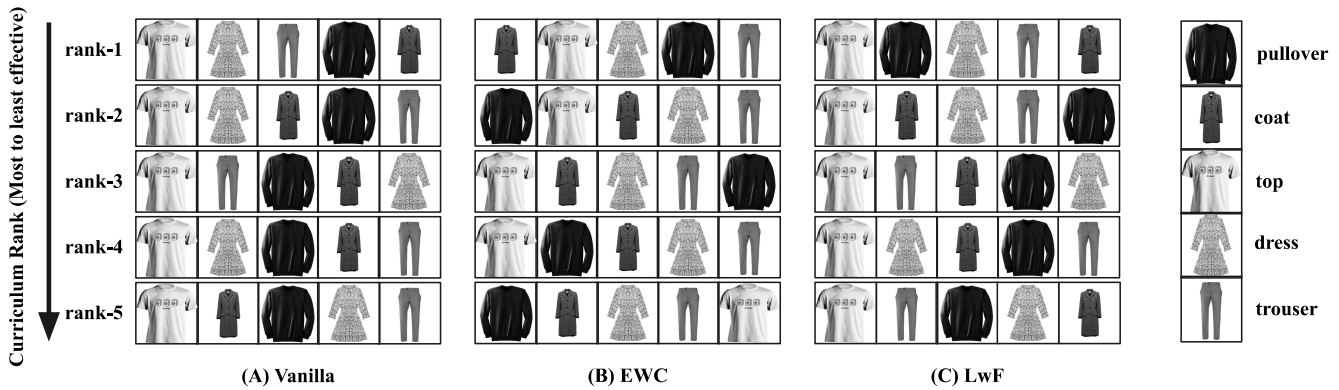 Curriculum Rank (Most to least effective)
rank-1
rank-2
rank-3
rank-4
rank-5
(A) Vanilla
(B) EWC
(C) LwF
pullover
coat
top
dress
trouser